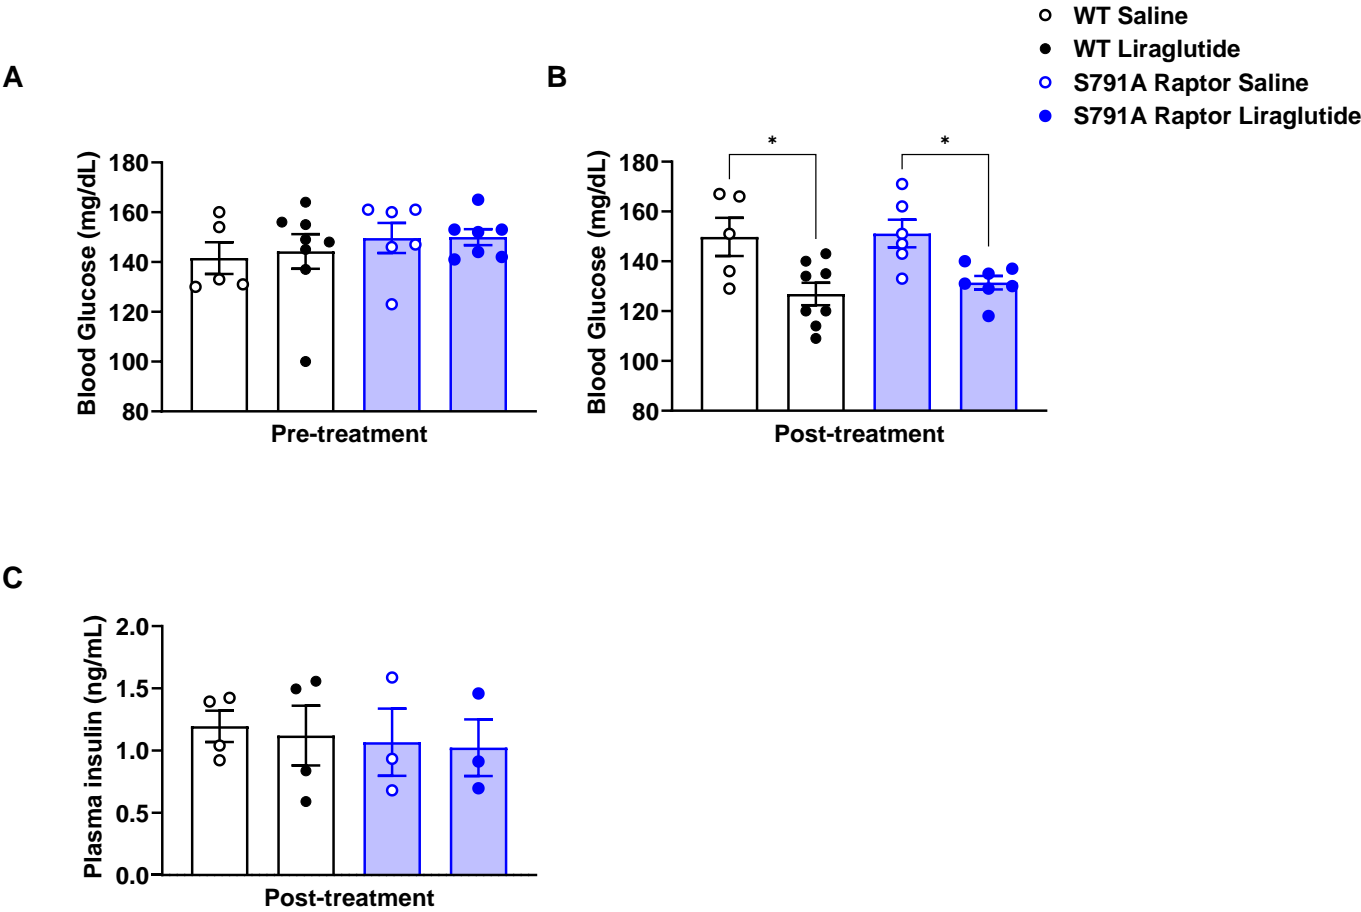 WT Saline
WT Liraglutide
S791A Raptor Saline
S791A Raptor Liraglutide
A
Blood Glucose (mg/dL)
180
160
140
120
100
80
Pre-treatment
B
Blood Glucose (mg/dL)
180
160
140
120
100
80
*
*
Post-treatment
C
Plasma insulin (ng/mL)
2.0
1.5
1.0
0.5
0.0
Post-treatment